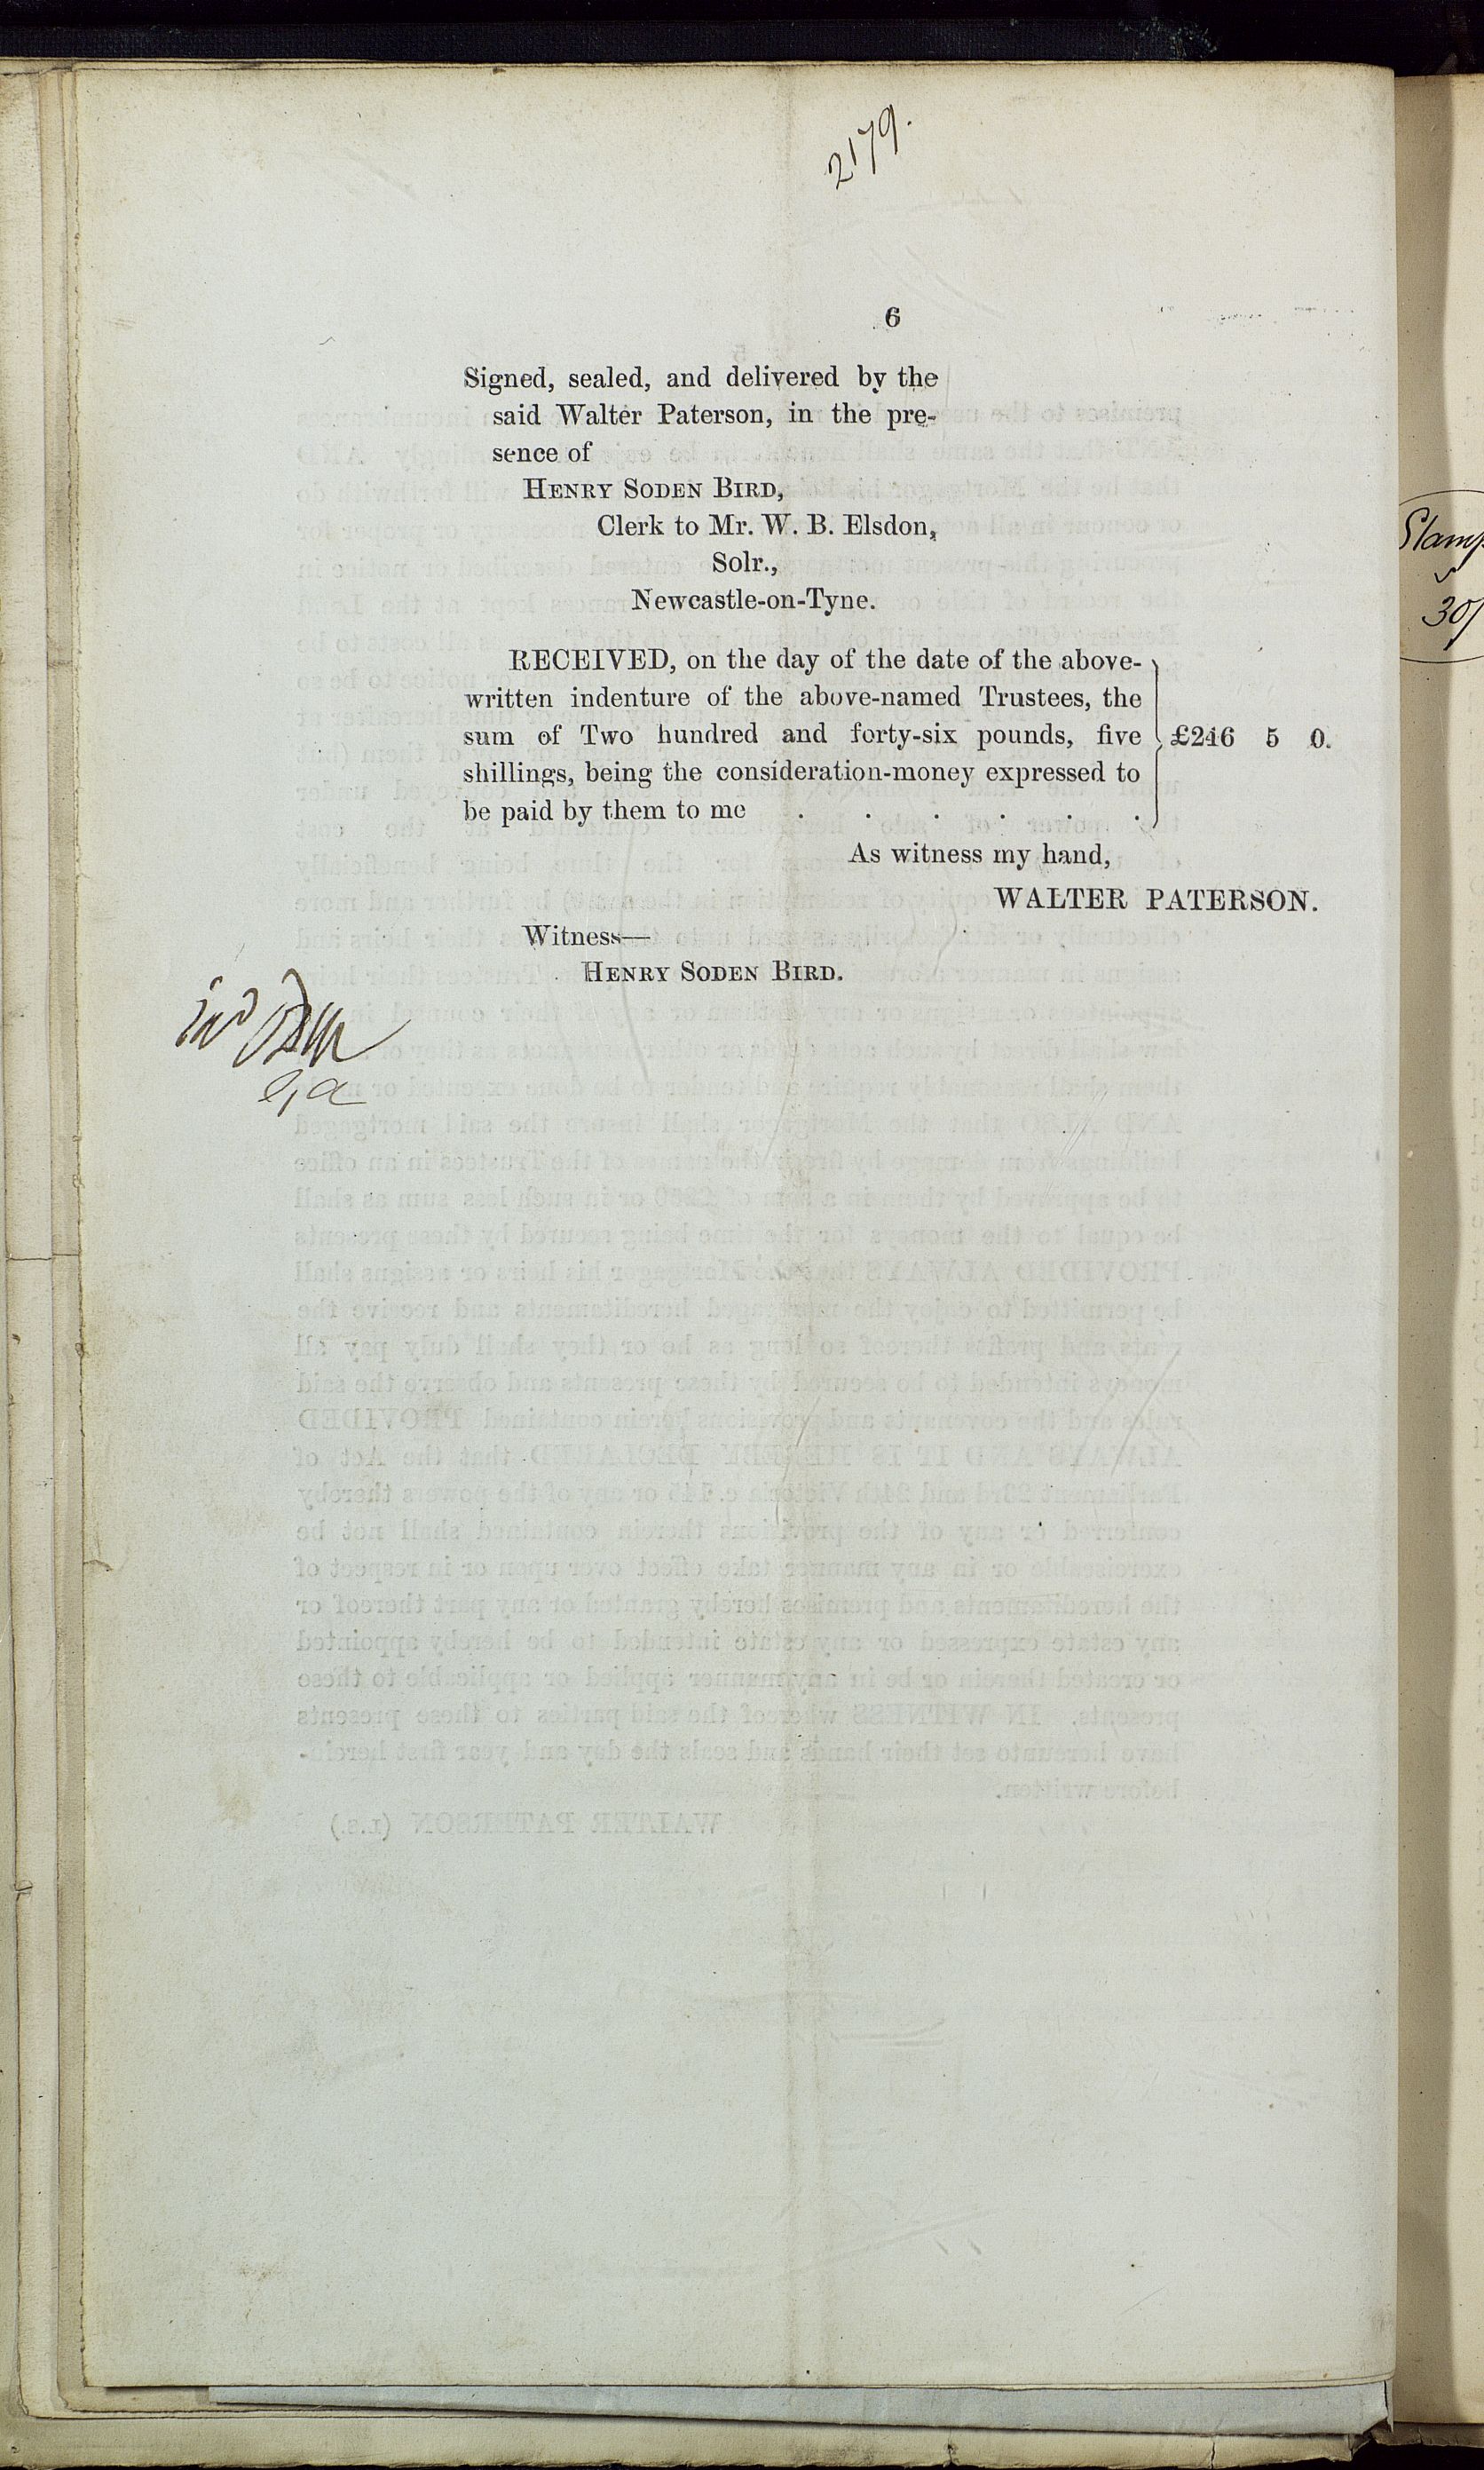 2179.
6
Signed, sealed, and delivered by the
said Walter Paterson, in the pre-
sence of
HENRY SODEN BIRD,
Clerk to Mr. W. B. Elsdon,
Solr.,
Newcastle-on-Tyne.
RECEIVED, on the day of the date of the above-
written indenture of the above-named Trustees, the
sum of Two hundred and forty-six pounds, five
shillings, being the consideration-money expressed to
be paid by them to me . . . . . .
£246 5 0.
As witness my hand,
WALTER PATERSON.
Witness—
HENRY SODEN BIRD.
Stamp
30/